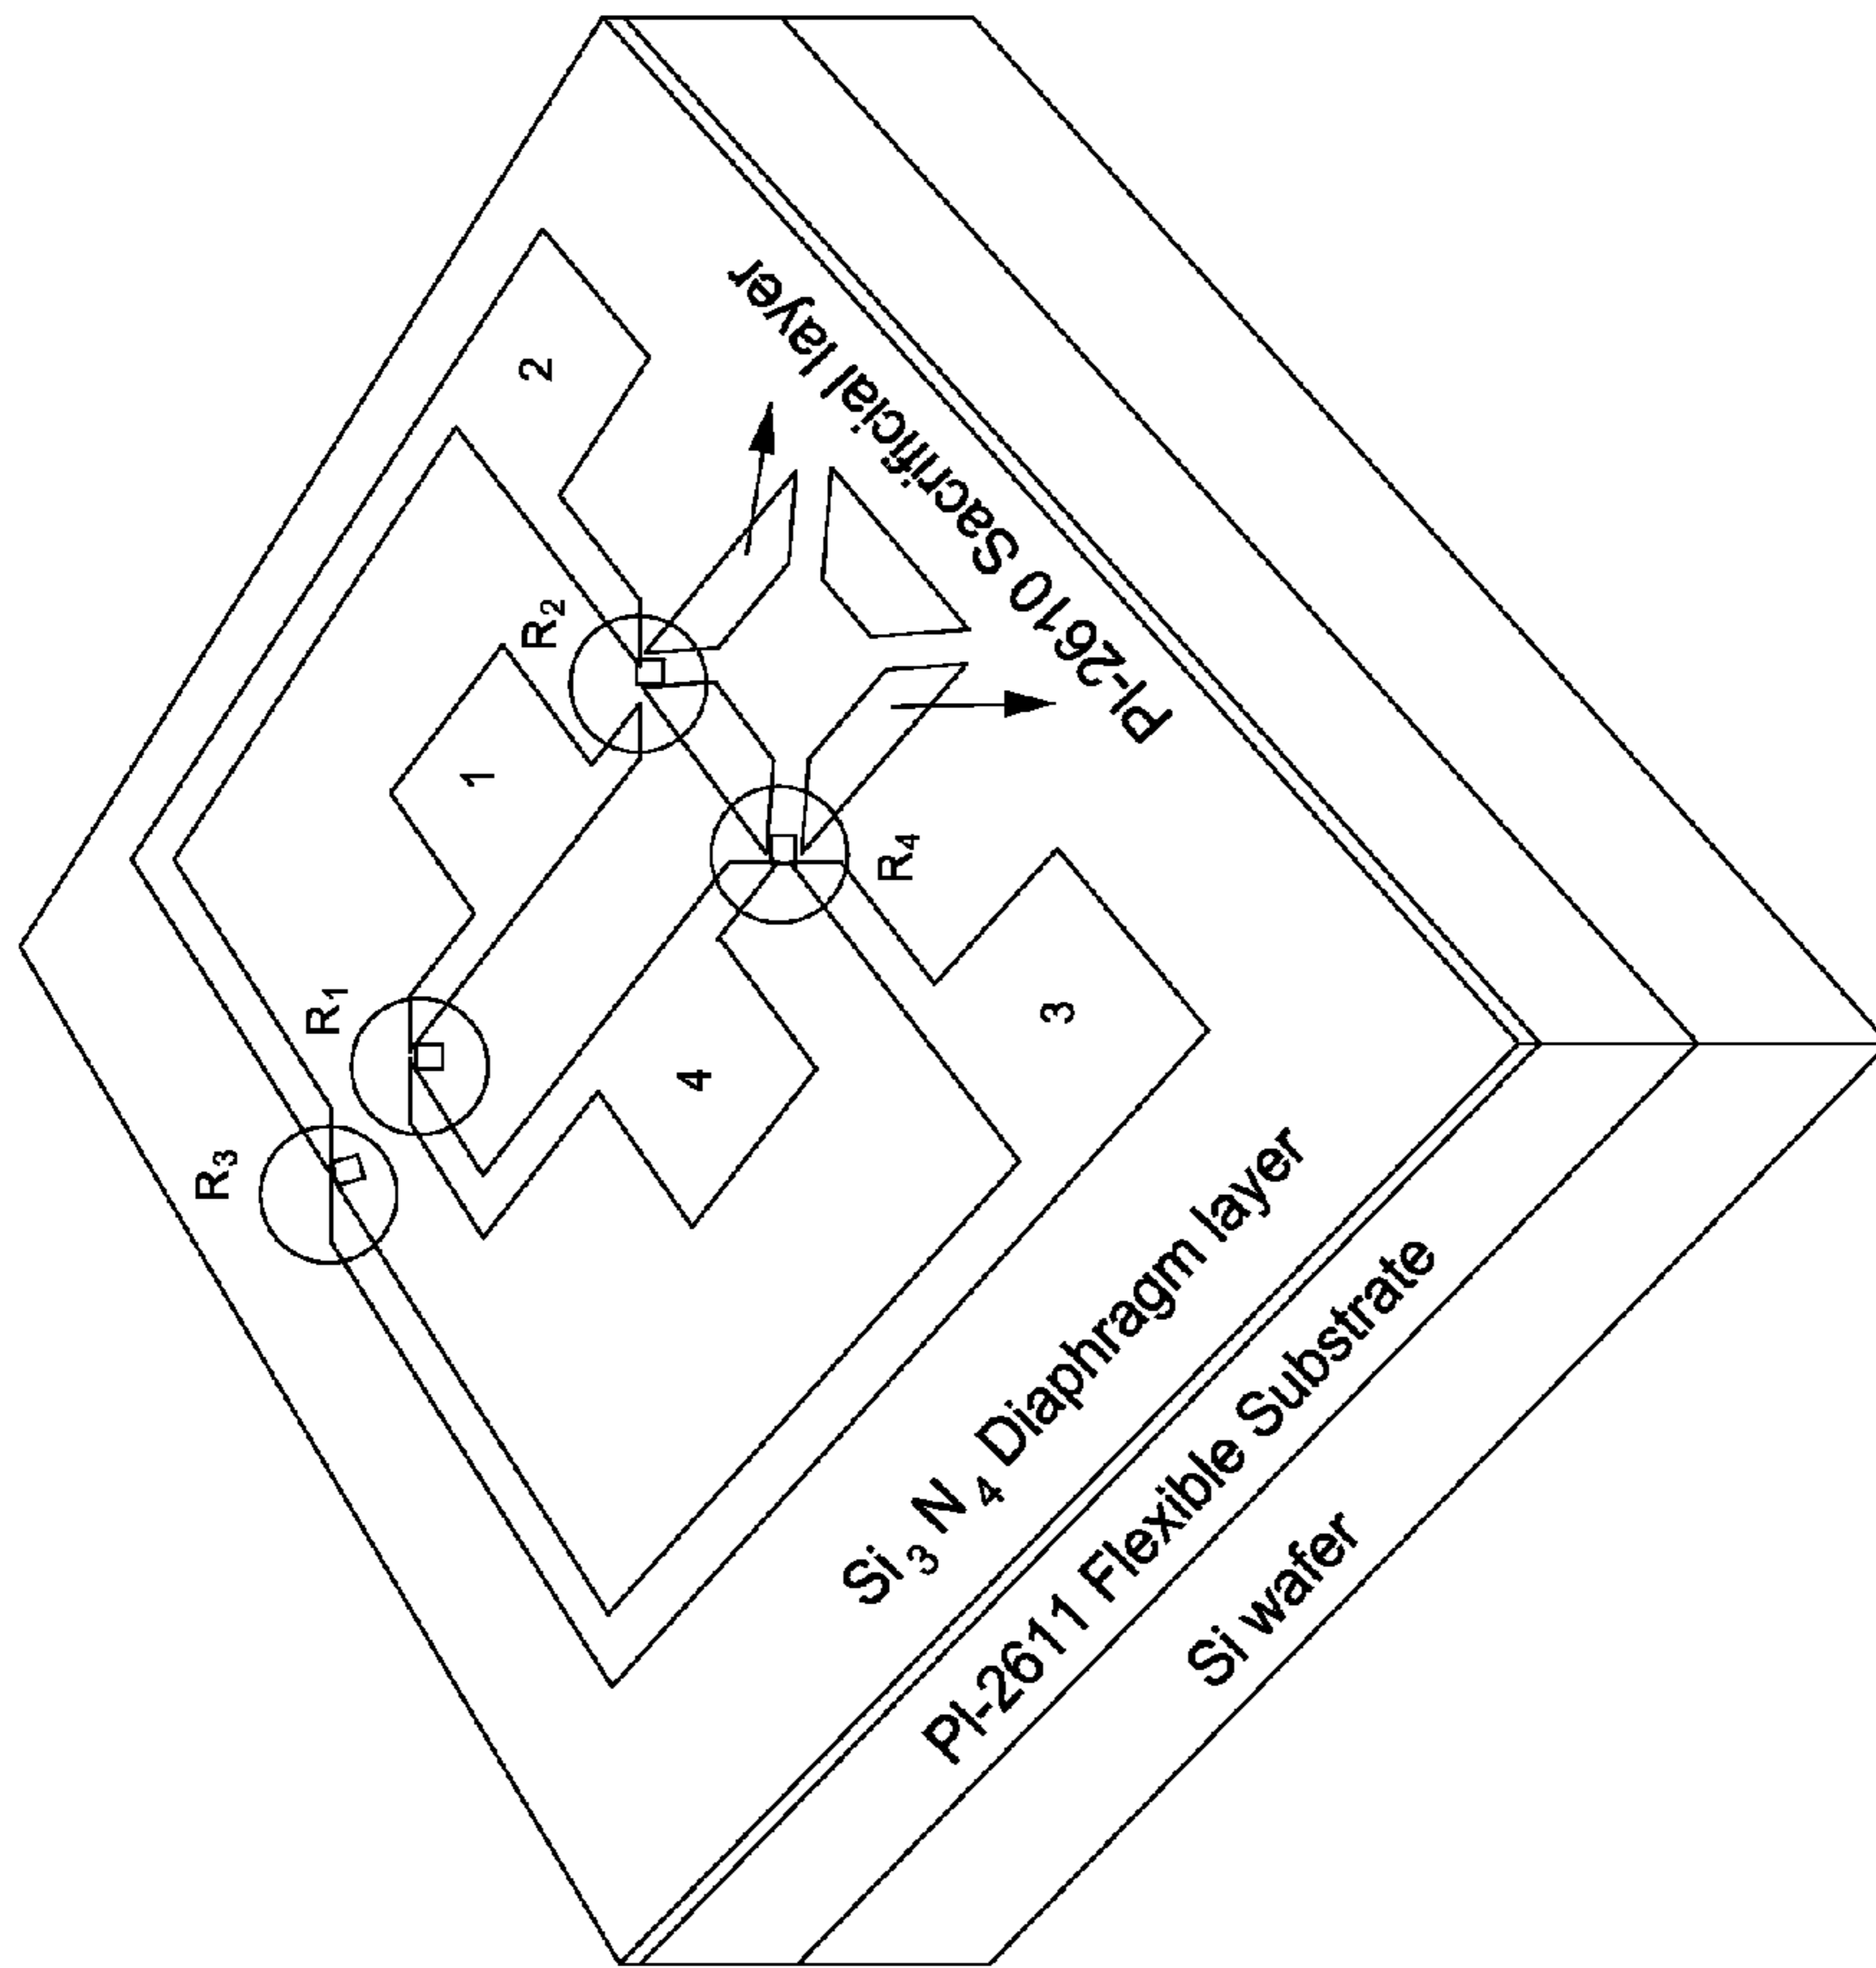 R3
R1
R2
R4
1
2
3
4
PI-2610 Sacrificial layer
Si3N4 Diaphragm layer
PI-2611 Flexible Substrate
Si wafer